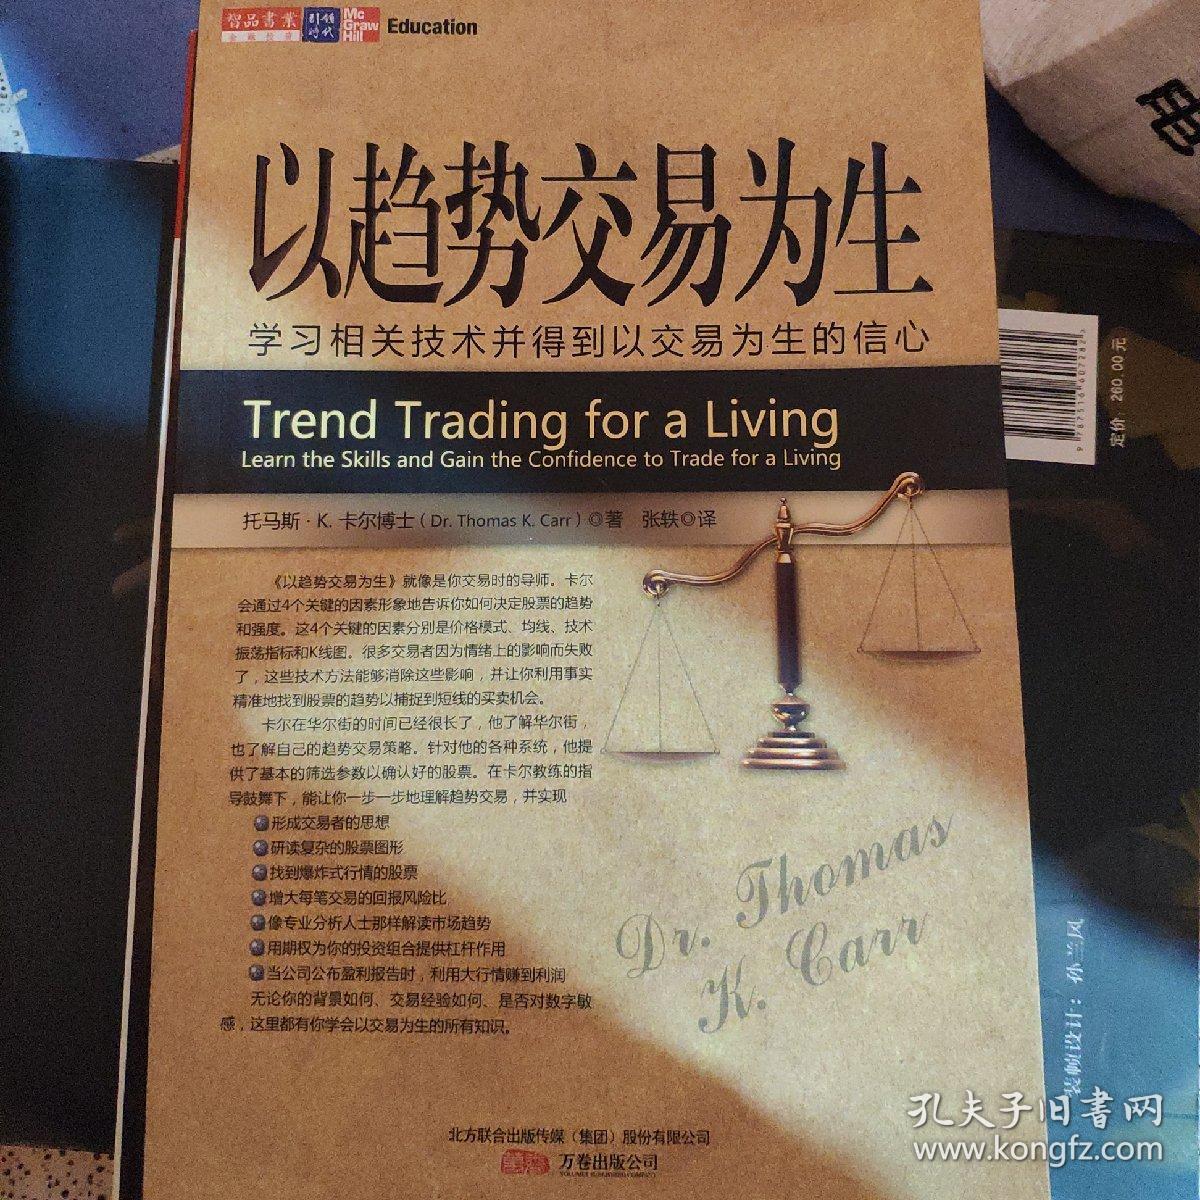 智品書業
金融投資
引領
時代
Mc
Graw
Hill
Education
以趋势交易为生
学习相关技术并得到以交易为生的信心
Trend Trading for a Living
Learn the Skills and Gain the Confidence to Trade for a Living
托马斯·K. 卡尔博士（Dr. Thomas K. Carr）◎著 张轶◎译
《以趋势交易为生》就像是你交易时的导师。卡尔
会通过4个关键的因素形象地告诉你如何决定股票的趋势
和强度。这4个关键的因素分别是价格模式、均线、技术
振荡指标和K线图。很多交易者因为情绪上的影响而失败
了，这些技术方法能够消除这些影响，并让你利用事实
精准地找到股票的趋势以捕捉到短线的买卖机会。
卡尔在华尔街的时间已经很长了，他了解华尔街，
也了解自己的趋势交易策略。针对他的各种系统，他提
供了基本的筛选参数以确认好的股票。在卡尔教练的指
导鼓舞下，能让你一步一步地理解趋势交易，并实现
形成交易者的思想
研读复杂的股票图形
找到爆炸式行情的股票
增大每笔交易的回报风险比
像专业分析人士那样解读市场趋势
用期权为你的投资组合提供杠杆作用
当公司公布盈利报告时，利用大行情赚到利润
无论你的背景如何、交易经验如何、是否对数字敏
感，这里都有你学会以交易为生的所有知识。
Dr. Thomas
K. Carr
北方联合出版传媒（集团）股份有限公司
万卷出版公司
VOLUMES PUBLISHING COMPANY
电
9 787516 607282
定价：260.00元
装帧设计：孙兰风
孔夫子旧书网
www.kongfz.com